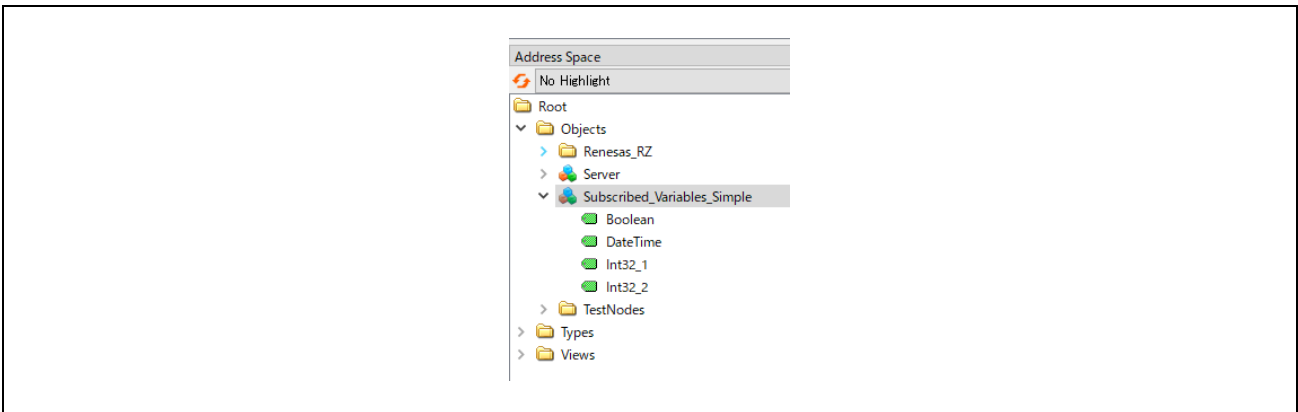 Address Space
No Highlight
Root
Objects
Renesas_RZ
Server
Subscribed_Variables_Simple
Boolean
DateTime
Int32_1
Int32_2
TestNodes
Types
Views